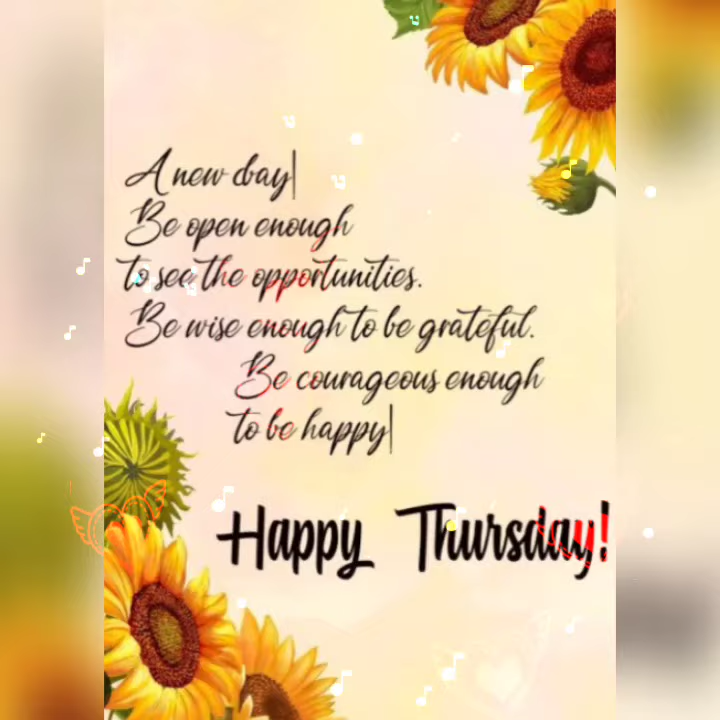 A new day|
Be open enough
to see the opportunities.
Be wise enough to be grateful.
Be courageous enough
to be happy|
Happy Thursday!